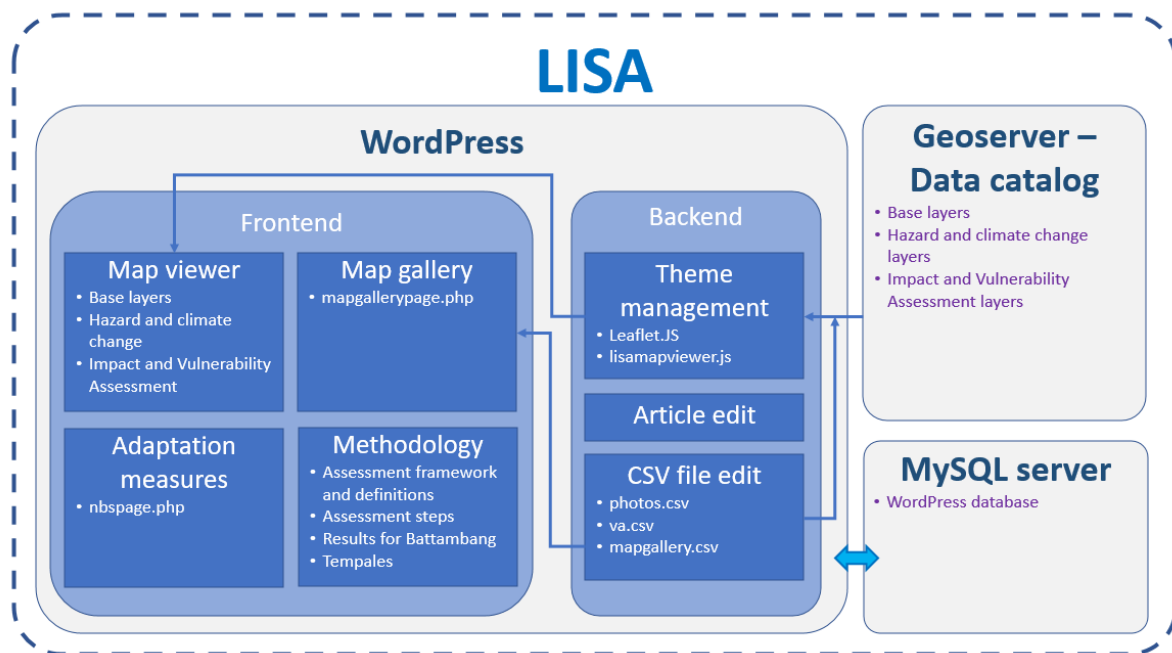 LISA
WordPress
Frontend
Map viewer
• Base layers
• Hazard and climate
change
• Impact and Vulnerability
Assessment
Map gallery
• mapgallerypage.php
Adaptation
measures
• nbspage.php
Methodology
• Assessment framework
and definitions
• Assessment steps
• Results for Battambang
• Tempales
Backend
Theme
management
• Leaflet.JS
• lisamapviewer.js
Article edit
CSV file edit
• photos.csv
• va.csv
• mapgallery.csv
Geoserver –
Data catalog
• Base layers
• Hazard and climate change
layers
• Impact and Vulnerability
Assessment layers
MySQL server
• WordPress database